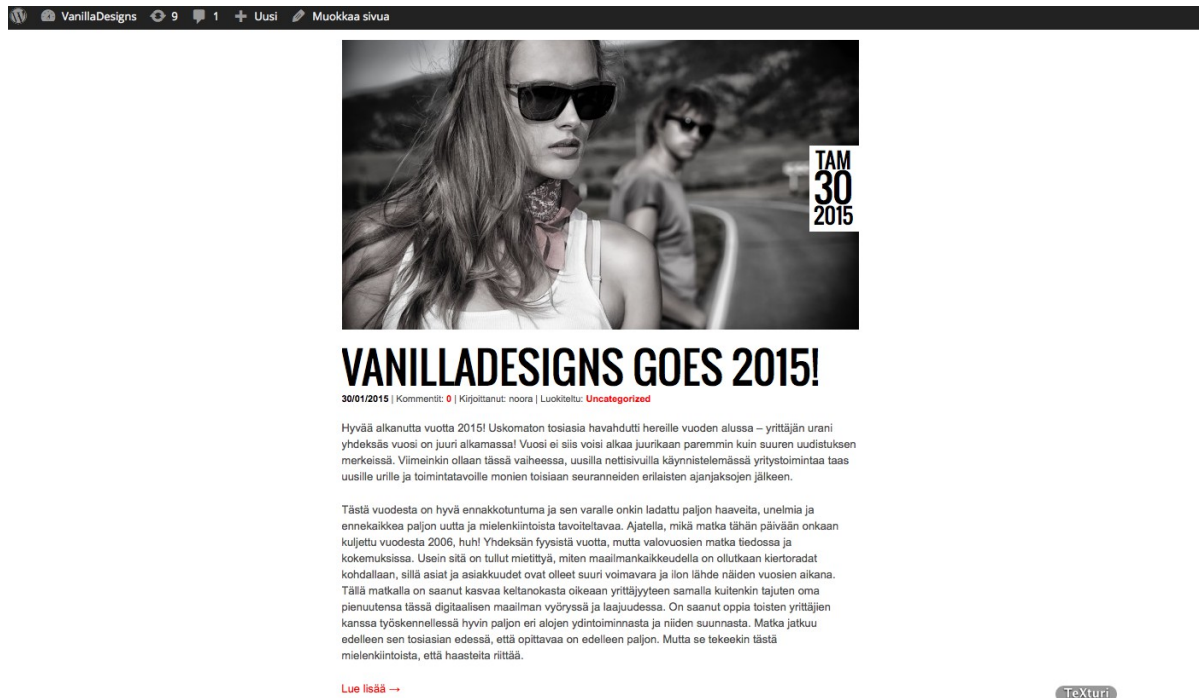 VanillaDesigns 9 1 Uusi Muokkaa sivua
TAM
30
2015
VANILLADESIGNS GOES 2015!
30/01/2015 | Kommentit: 0 | Kirjoittanut: noora | Luokiteltu: Uncategorized
Hyvää alkanutta vuotta 2015! Uskomaton tosiasia havahdutti hereille vuoden alussa – yrittäjän urani
yhdeksäs vuosi on juuri alkamassa! Vuosi ei siis voisi alkaa juurikaan paremmin kuin suuren uudistuksen
merkeissä. Viimeinkin ollaan tässä vaiheessa, uusilla nettisivuilla käynnistelemässä yritystoimintaa taas
uusille urille ja toimintatavoille monien toisiaan seuranneiden erilaisten ajanjaksojen jälkeen.
Tästä vuodesta on hyvä ennakkotuntuma ja sen varalle onkin ladattu paljon haaveita, unelmia ja
ennekaikkea paljon uutta ja mielenkiintoista tavoiteltavaa. Ajatella, mikä matka tähän päivään onkaan
kuljettu vuodesta 2006, huh! Yhdeksän fyysistä vuotta, mutta valovuosien matka tiedossa ja
kokemuksissa. Usein sitä on tullut mietittyä, miten maailmankaikkeudella on ollutkaan kiertoradat
kohdallaan, sillä asiat ja asiakkuudet ovat olleet suuri voimavara ja ilon lähde näiden vuosien aikana.
Tällä matkalla on saanut kasvaa keltanokasta oikeaan yrittäjyyteen samalla kuitenkin tajuten oma
pienuutensa tässä digitaalisen maailman vyöryssä ja laajuudessa. On saanut oppia toisten yrittäjien
kanssa työskennellessä hyvin paljon eri alojen ydintoiminnasta ja niiden suunnasta. Matka jatkuu
edelleen sen tosiasian edessä, että opittavaa on edelleen paljon. Mutta se tekeekin tästä
mielenkiintoista, että haasteita riittää.
Lue lisää →
TeXturi